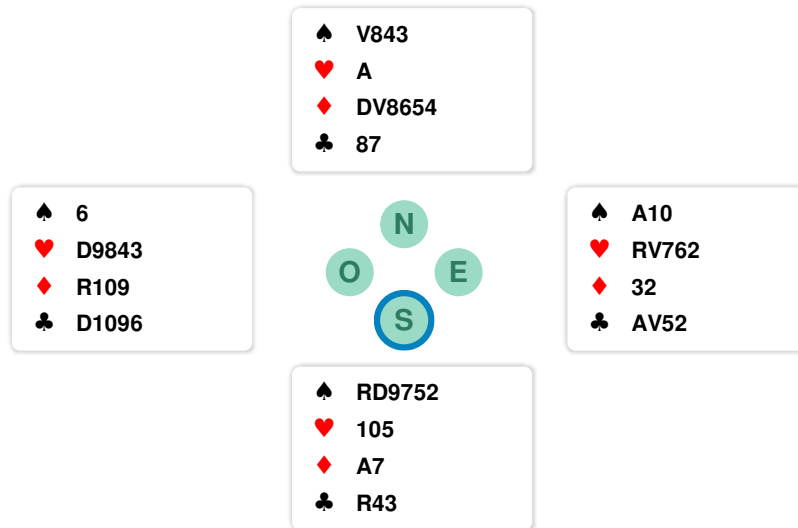 ♠ V843
♥ A
♦ DV8654
♣ 87
♠ 6
♥ D9843
♦ R109
♣ D1096
N
O E
S
♠ A10
♥ RV762
♦ 32
♣ AV52
♠ RD9752
♥ 105
♦ A7
♣ R43